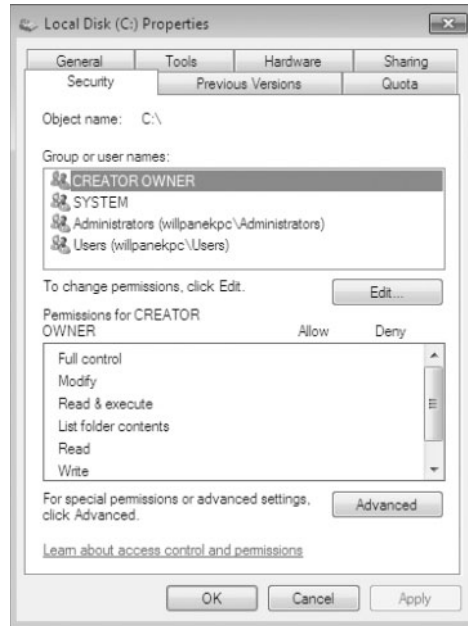 Local Disk (C:) Properties
General Tools Hardware Sharing
Security Previous Versions Quota
Object name: C:\
Group or user names:
CREATOR OWNER
SYSTEM
Administrators (willpanekpc\Administrators)
Users (willpanekpc\Users)
To change permissions, click Edit.
Edit...
Permissions for CREATOR
OWNER Allow Deny
Full control
Modify
Read & execute
List folder contents
Read
Write
For special permissions or advanced settings,
click Advanced.
Advanced
Learn about access control and permissions
OK Cancel Apply